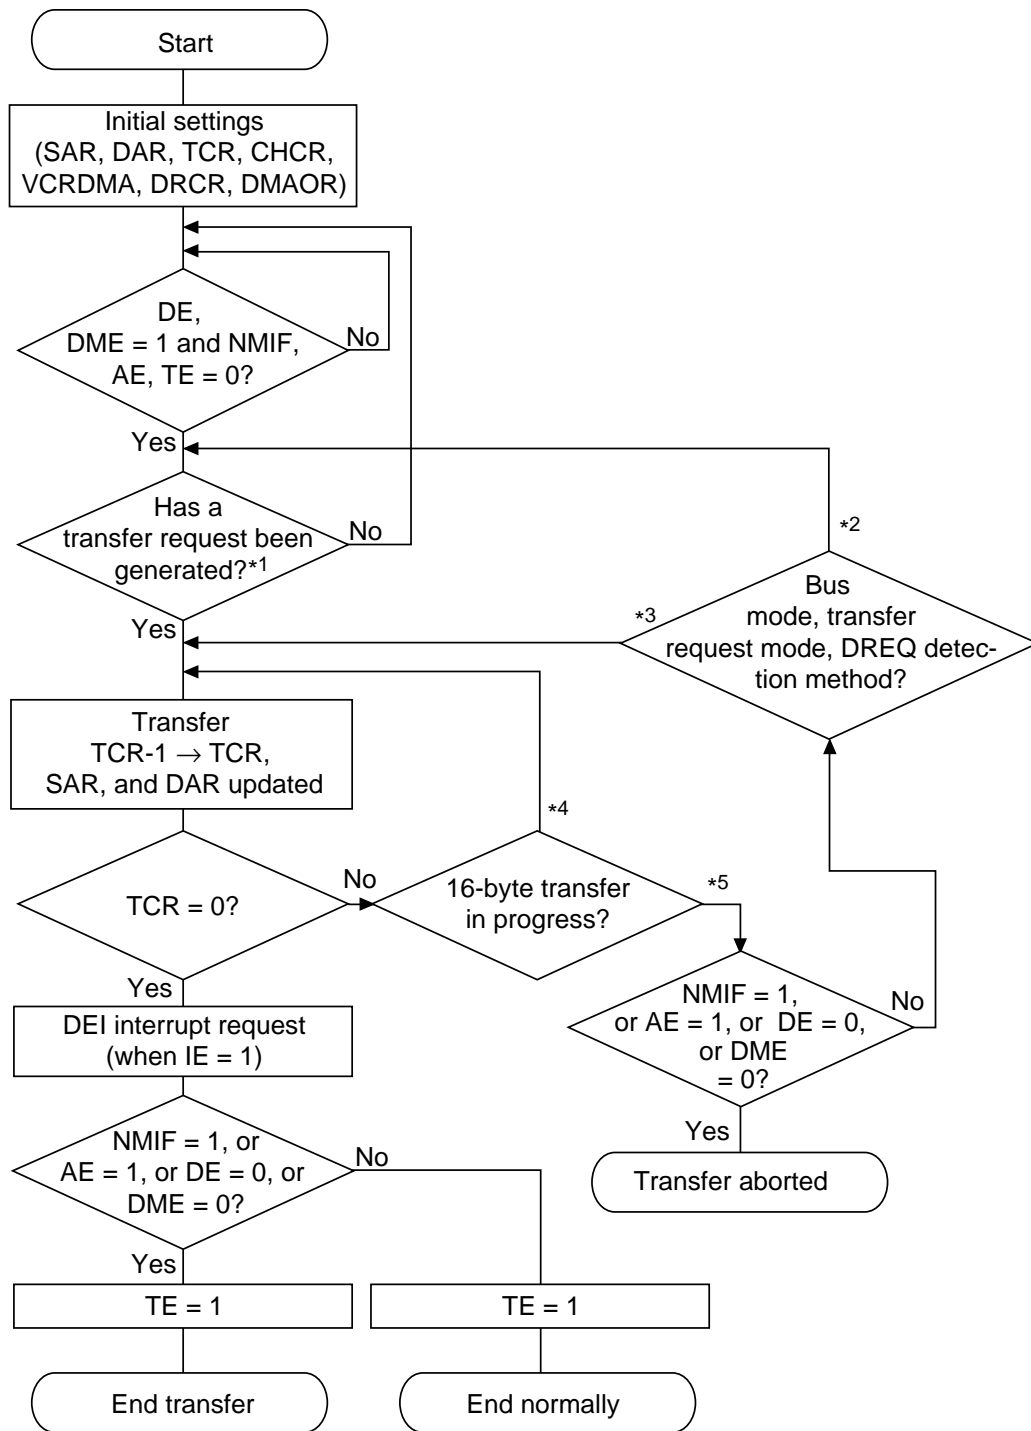 Start
Initial settings
(SAR, DAR, TCR, CHCR,
VCRDMA, DRCR, DMAOR)
DE,
DME = 1 and NMIF,
AE, TE = 0?
No
Yes
Has a
transfer request been
generated?*1
No
Yes
*2
Bus
mode, transfer
request mode, DREQ detec-
tion method?
*3
Transfer
TCR-1 → TCR,
SAR, and DAR updated
*4
TCR = 0?
No
16-byte transfer
in progress?
*5
Yes
NMIF = 1,
or AE = 1, or DE = 0,
or DME
= 0?
No
Yes
Transfer aborted
DEI interrupt request
(when IE = 1)
NMIF = 1, or
AE = 1, or DE = 0, or
DME = 0?
No
Yes
TE = 1
TE = 1
End transfer
End normally